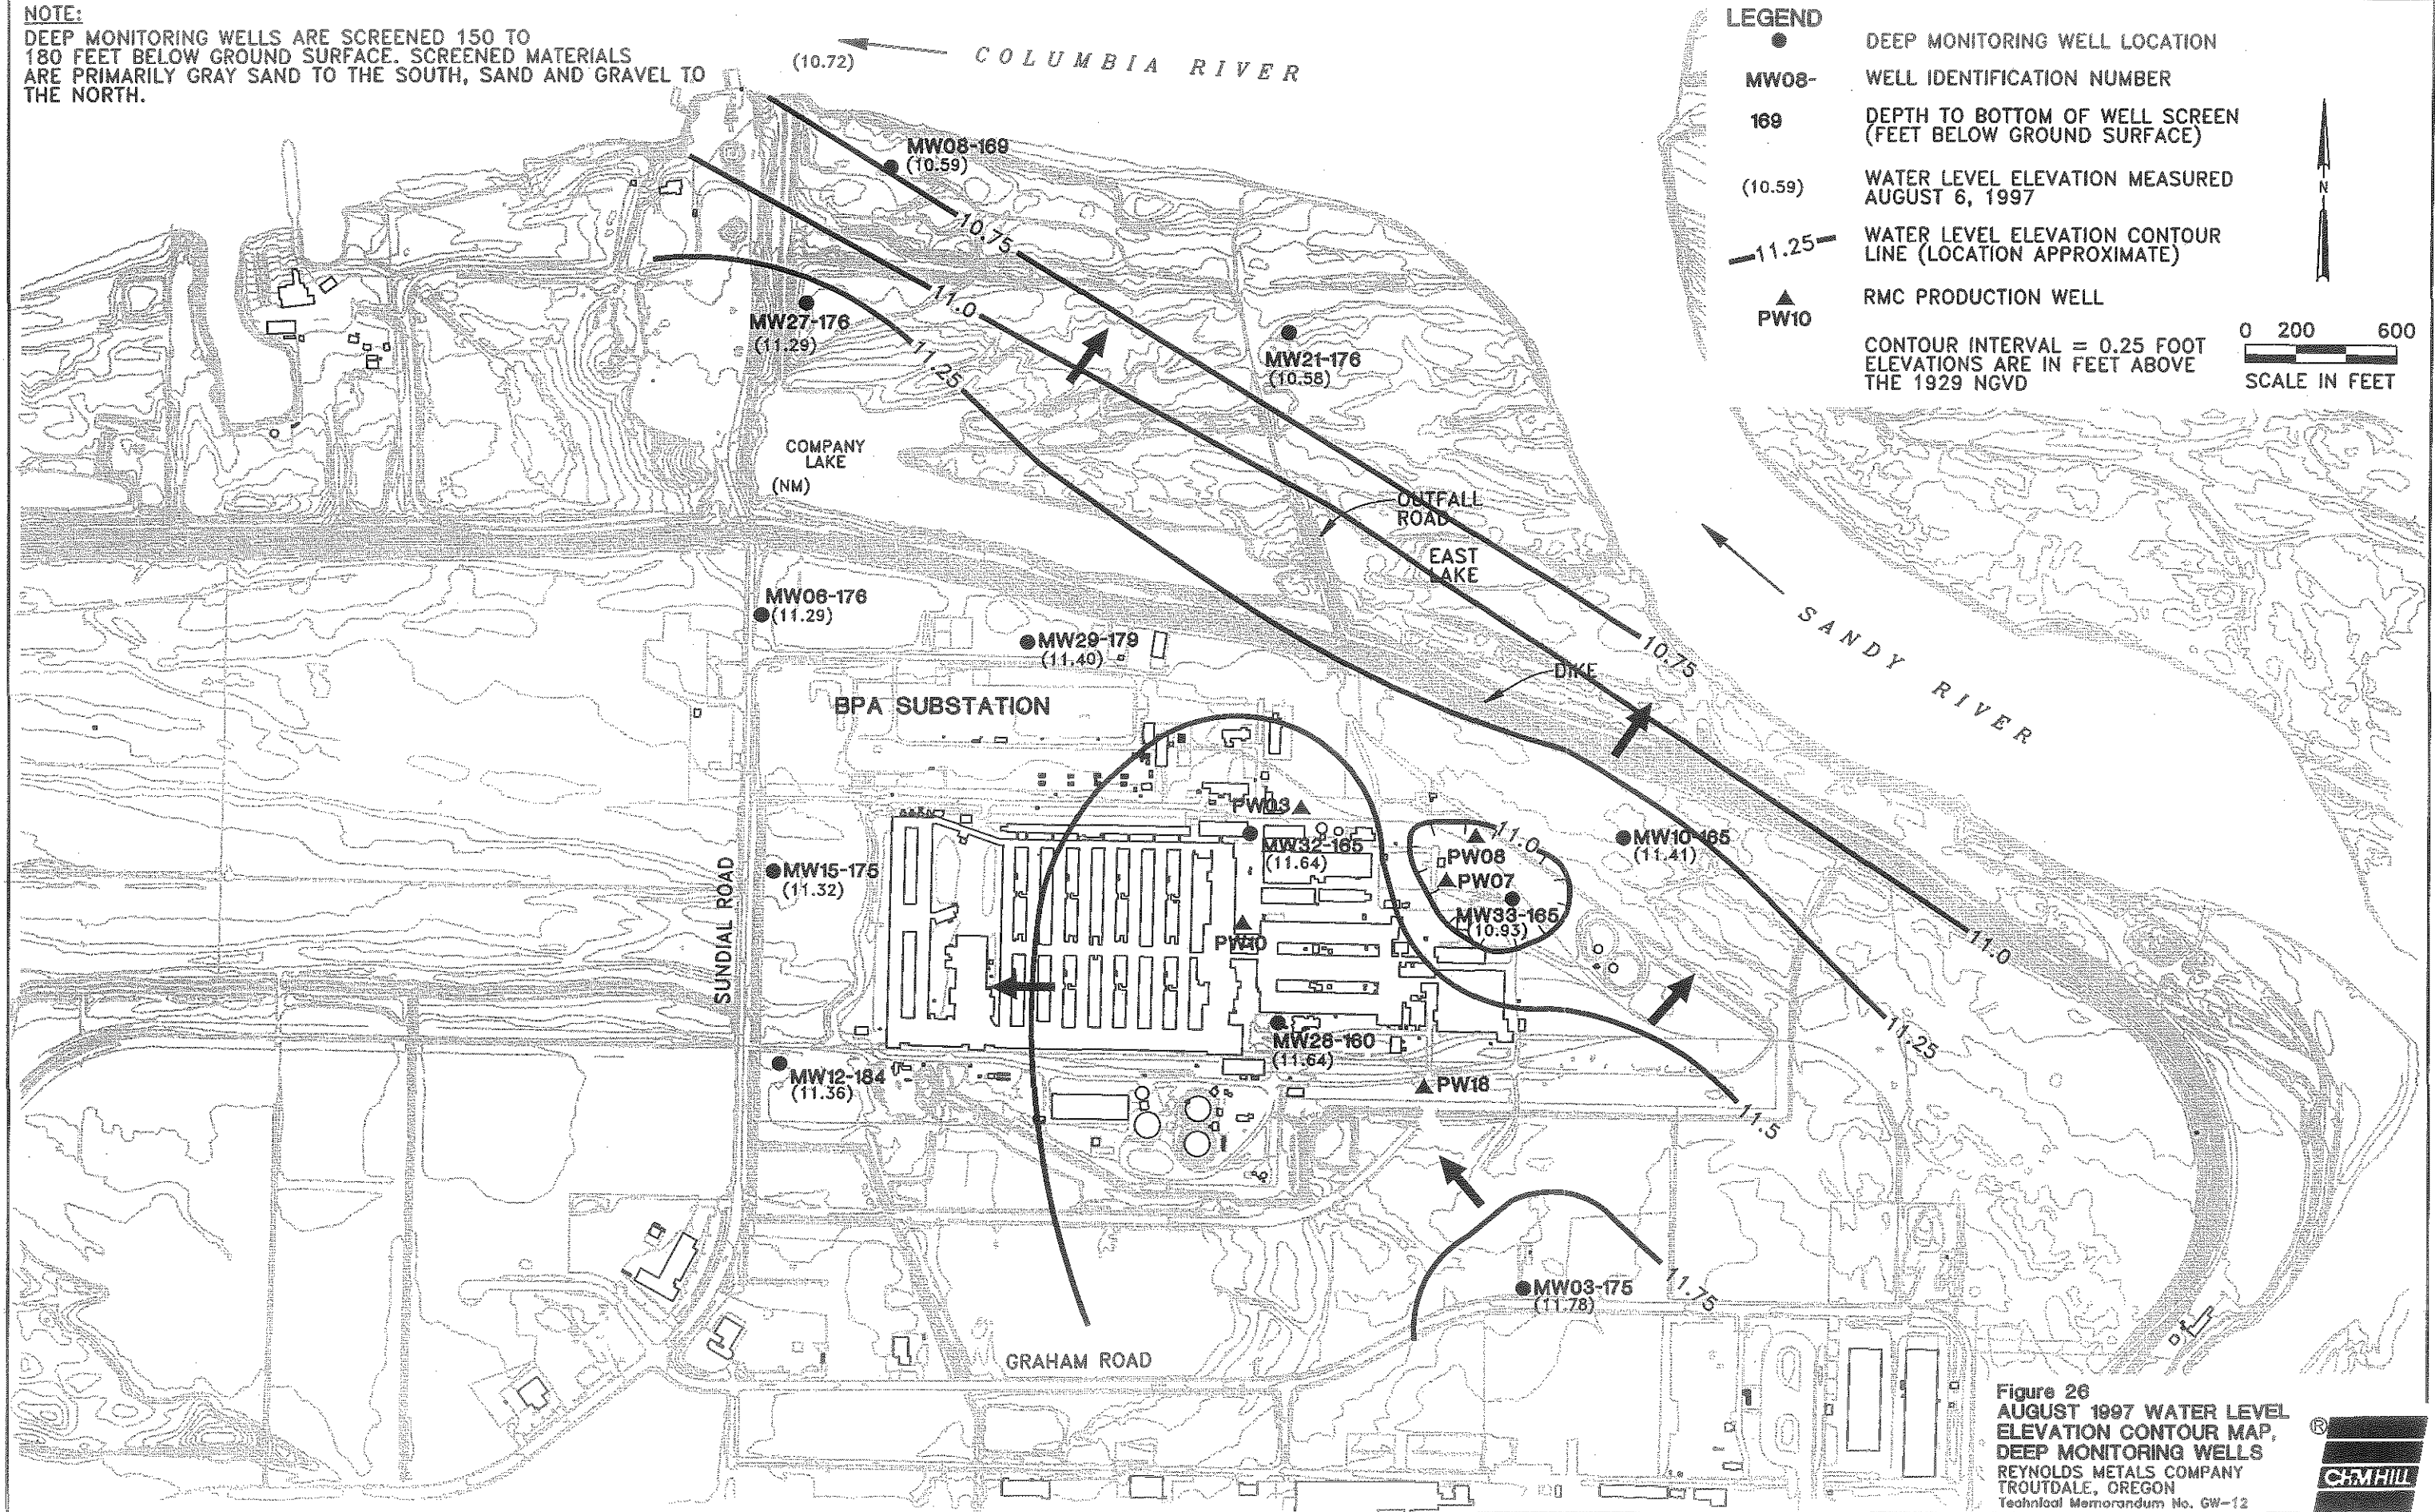 NOTE:
DEEP MONITORING WELLS ARE SCREENED 150 TO
180 FEET BELOW GROUND SURFACE. SCREENED MATERIALS
ARE PRIMARILY GRAY SAND TO THE SOUTH, SAND AND GRAVEL TO
THE NORTH.
(10.72)
COLUMBIA RIVER
LEGEND
DEEP MONITORING WELL LOCATION
MW08-
WELL IDENTIFICATION NUMBER
169
DEPTH TO BOTTOM OF WELL SCREEN
(FEET BELOW GROUND SURFACE)
(10.59)
WATER LEVEL ELEVATION MEASURED
AUGUST 6, 1997
11.25
WATER LEVEL ELEVATION CONTOUR
LINE (LOCATION APPROXIMATE)
PW10
RMC PRODUCTION WELL
CONTOUR INTERVAL = 0.25 FOOT
ELEVATIONS ARE IN FEET ABOVE
THE 1929 NGVD
N
0 200 600
SCALE IN FEET
MW08-169
(10.59)
10.75
11.0
MW27-176
(11.29)
11.25
MW21-176
(10.58)
COMPANY
LAKE
(NM)
OUTFALL
ROAD
EAST
LAKE
SANDY RIVER
MW06-176
(11.29)
MW29-179
(11.40)
10.75
DIKE
BPA SUBSTATION
PW03
MW32-165
(11.64)
11.0
PW08
PW07
MW33-165
(10.93)
MW10-165
(11.41)
MW15-175
(11.32)
SUNDIAL ROAD
PW10
11.0
MW28-160
(11.64)
11.25
MW12-184
(11.36)
PW18
11.5
MW03-175
(11.78)
11.75
GRAHAM ROAD
Figure 26
AUGUST 1997 WATER LEVEL
ELEVATION CONTOUR MAP,
DEEP MONITORING WELLS
REYNOLDS METALS COMPANY
TROUTDALE, OREGON
Technical Memorandum No. GW-12
®
CH2MHILL